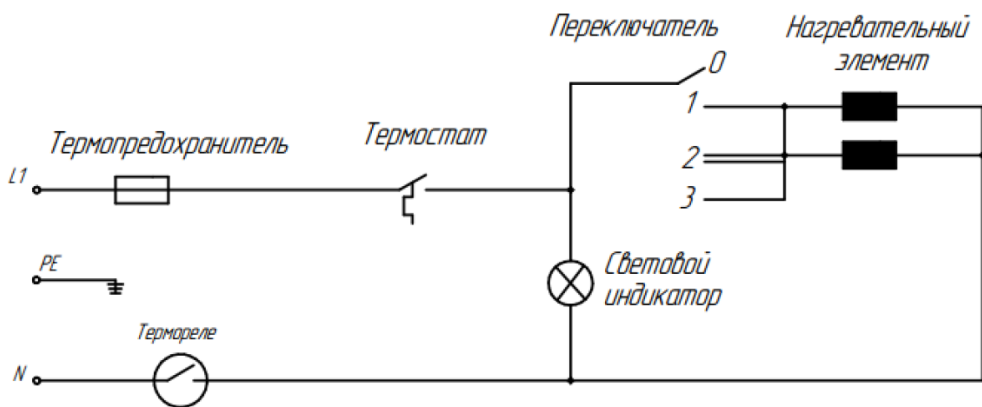 Переключатель
Нагревательный
элемент
0
1
2
3
Термопредохранитель
Термостат
L1
PE
Световой
индикатор
Термореле
N